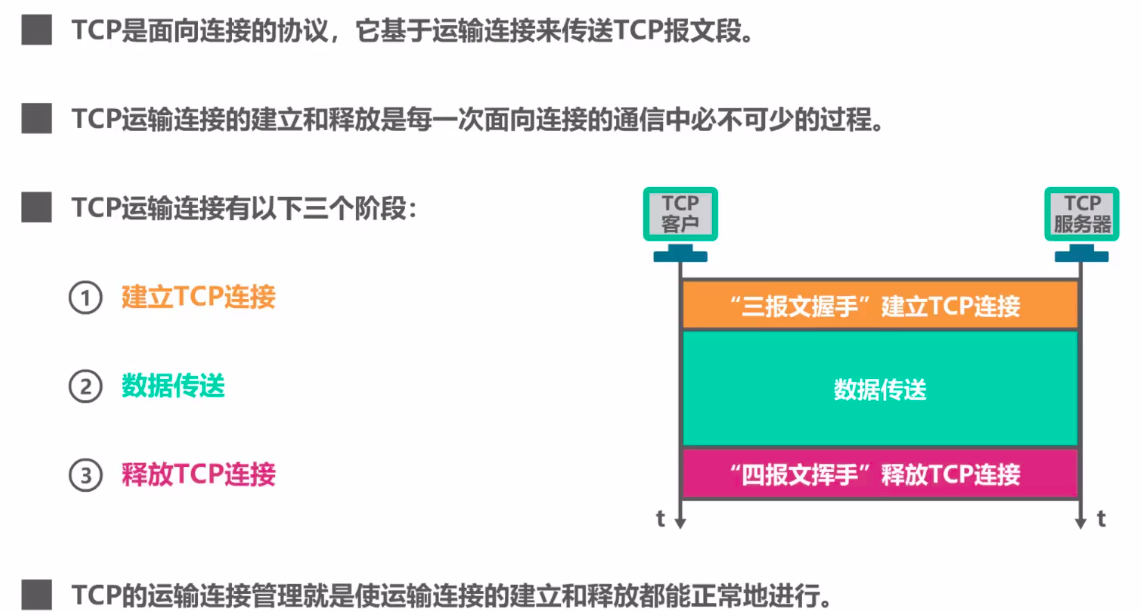 TCP是面向连接的协议，它基于运输连接来传送TCP报文段。
TCP运输连接的建立和释放是每一次面向连接的通信中必不可少的过程。
TCP运输连接有以下三个阶段：
① 建立TCP连接
② 数据传送
③ 释放TCP连接
TCP
客户
TCP
服务器
“三报文握手”建立TCP连接
数据传送
“四报文挥手”释放TCP连接
t
t
TCP的运输连接管理就是使运输连接的建立和释放都能正常地进行。